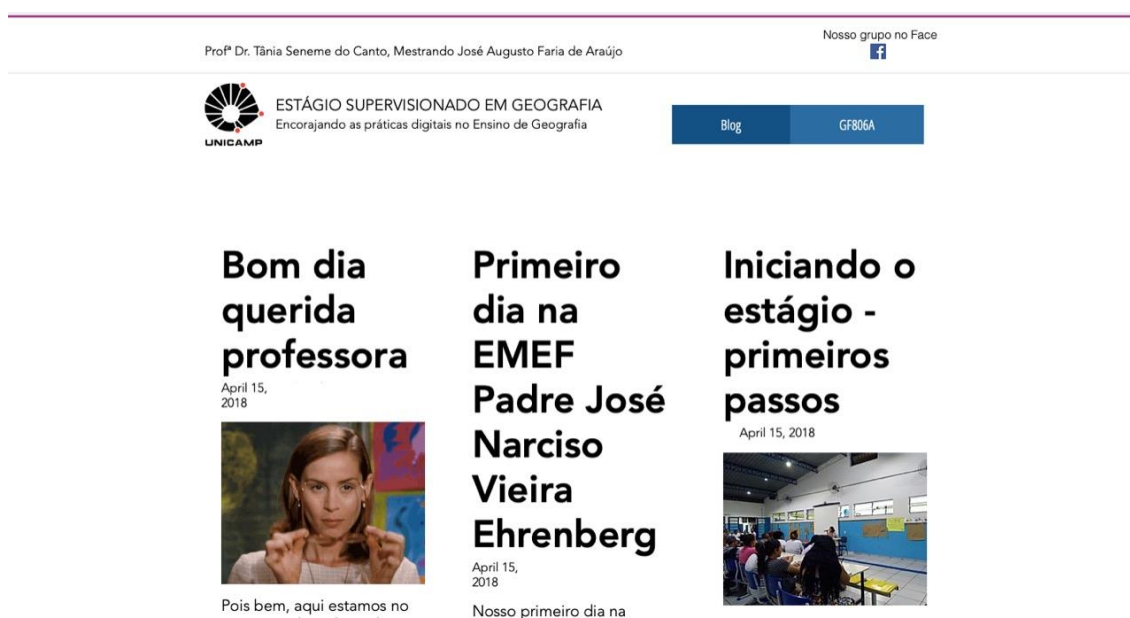 Profª Dr. Tânia Seneme do Canto, Mestrando José Augusto Faria de Araújo
Nosso grupo no Face
UNICAMP
ESTÁGIO SUPERVISIONADO EM GEOGRAFIA
Encorajando as práticas digitais no Ensino de Geografia
Blog
GF806A
Bom dia
querida
professora
April 15,
2018
Pois bem, aqui estamos no
Primeiro
dia na
EMEF
Padre José
Narciso
Vieira
Ehrenberg
April 15,
2018
Nosso primeiro dia na
Iniciando o
estágio -
primeiros
passos
April 15, 2018